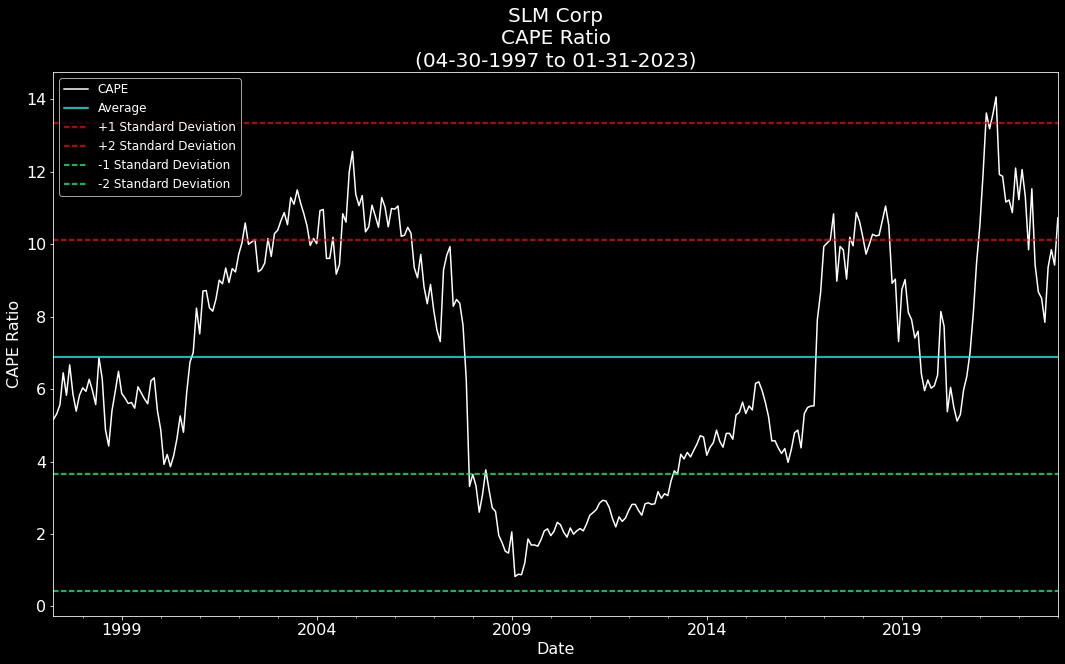 SLM Corp
CAPE Ratio
(04-30-1997 to 01-31-2023)
CAPE
Average
+1 Standard Deviation
+2 Standard Deviation
-1 Standard Deviation
-2 Standard Deviation
CAPE Ratio
14
12
10
8
6
4
2
0
1999
2004
2009
2014
2019
Date